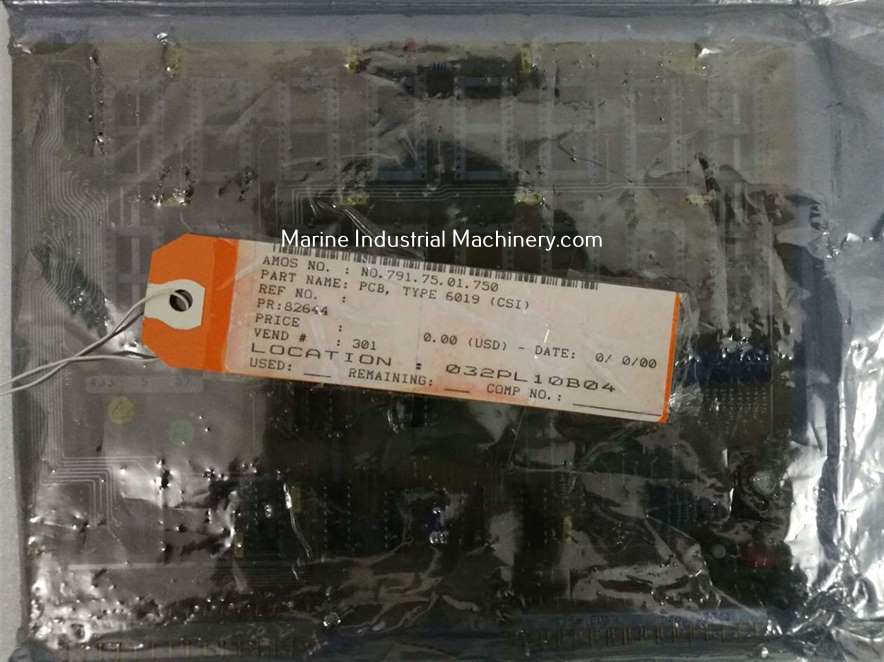 Marine Industrial Machinery.com
AMOS NO. : NO.791.75.01.750
PART NAME: PCB, TYPE 6019 (CSI)
REF NO. :
PR:82644
PRICE : 0.00 (USD) - DATE: 0/ 0/00
VEND # : 301
LOCATION : 032PL10B04
USED: __ REMAINING: __ COMP NO.: ________